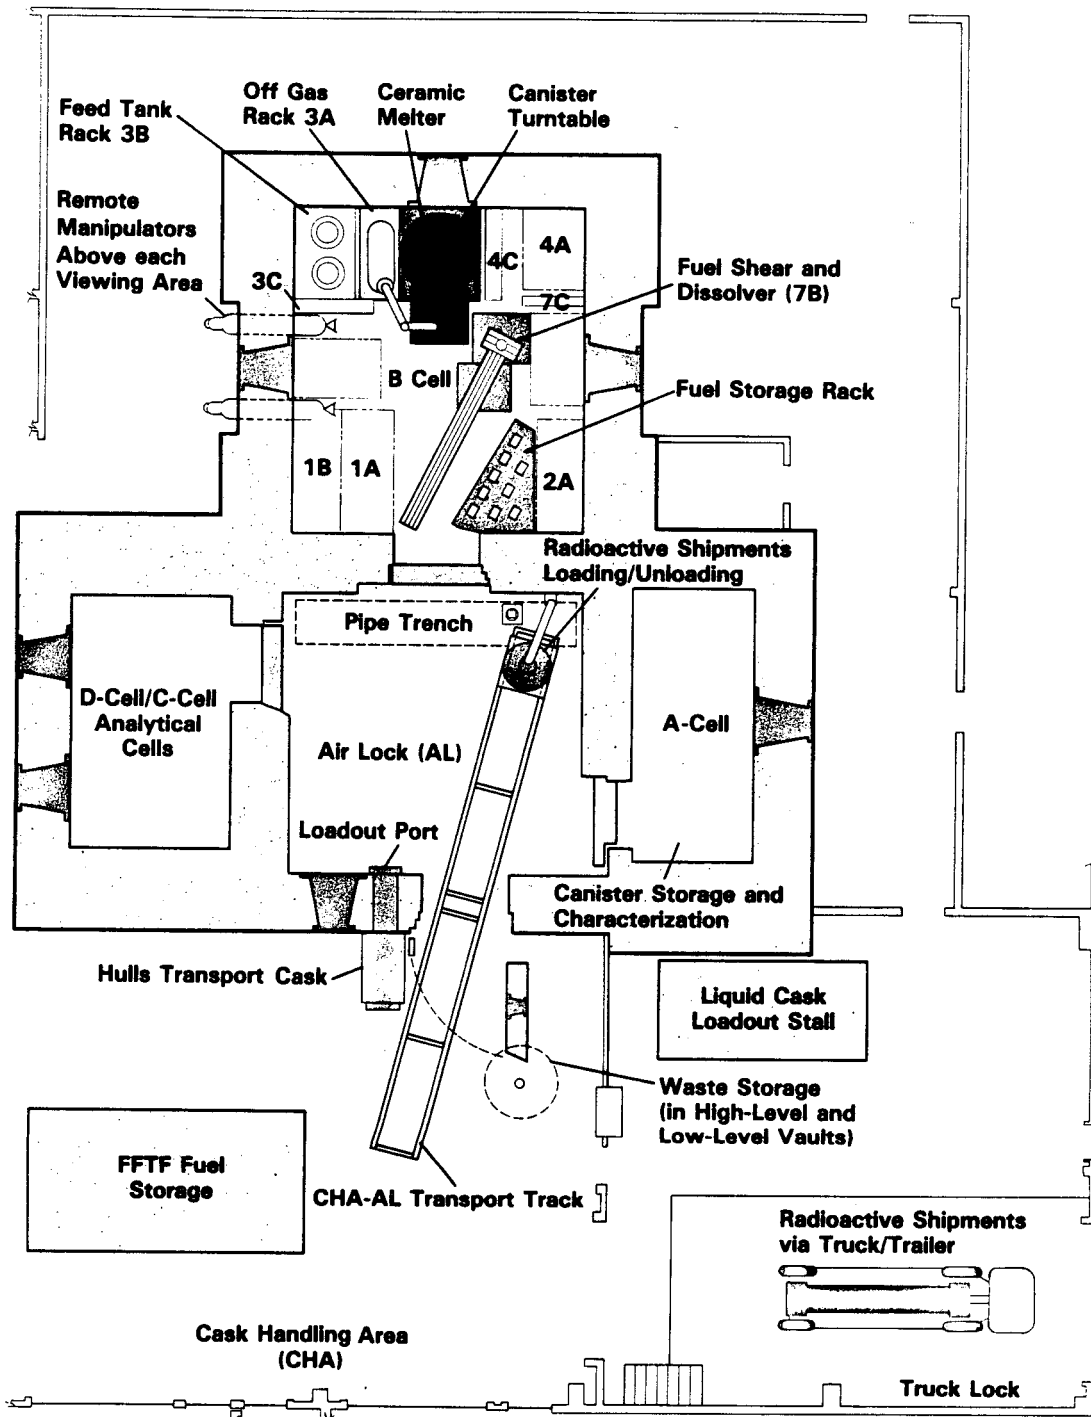 Off Gas
Rack 3A
Ceramic
Melter
Canister
Turntable
Feed Tank
Rack 3B
Remote
Manipulators
Above each
Viewing Area
3C
4C
4A
7C
Fuel Shear and
Dissolver (7B)
B Cell
Fuel Storage Rack
1B
1A
2A
Radioactive Shipments
Loading/Unloading
Pipe Trench
D-Cell/C-Cell
Analytical
Cells
A-Cell
Air Lock (AL)
Loadout Port
Canister Storage and
Characterization
Hulls Transport Cask
Liquid Cask
Loadout Stall
Waste Storage
(in High-Level and
Low-Level Vaults)
FFTF Fuel
Storage
CHA-AL Transport Track
Radioactive Shipments
via Truck/Trailer
Cask Handling Area
(CHA)
Truck Lock